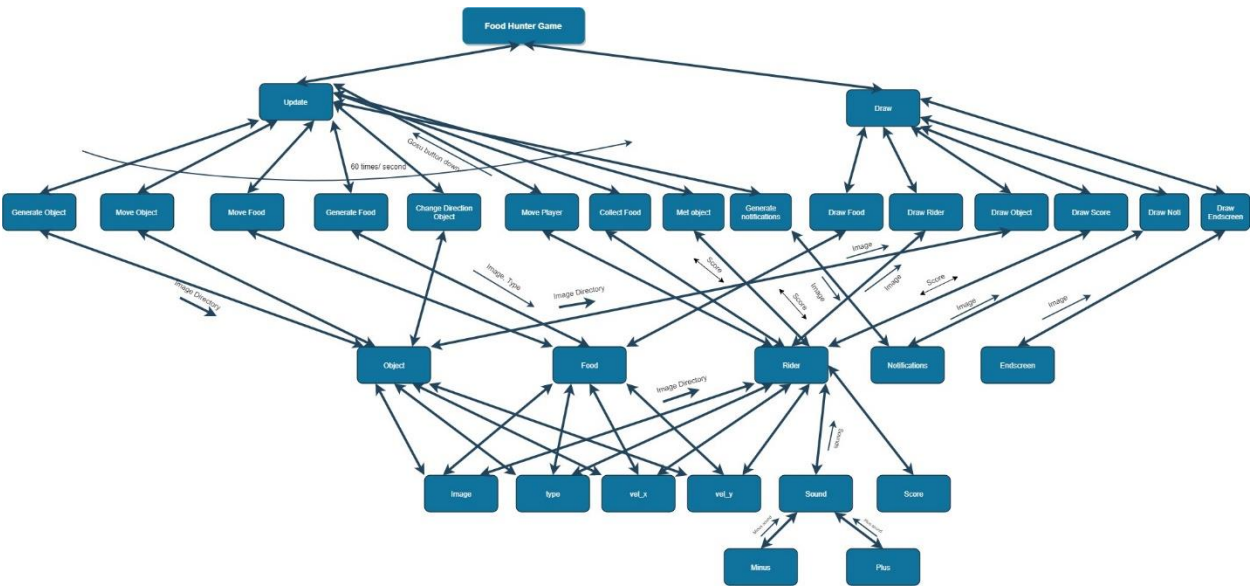 Food Hunter Game
Update
Draw
Gosu button down
60 times/ second
Generate Object
Move Object
Move Food
Generate Food
Change Direction
Object
Move Player
Collect Food
Met object
Generate
notifications
Draw Food
Draw Rider
Draw Object
Draw Score
Draw Noti
Draw
Endscreen
Image
Image Directory
Image, Type
Image Directory
Score
Score
Image
Image
Score
Image
Image
Object
Food
Rider
Notifications
Endscreen
Image Directory
Sounds
Image
type
vel_x
vel_y
Sound
Score
Minus
Plus